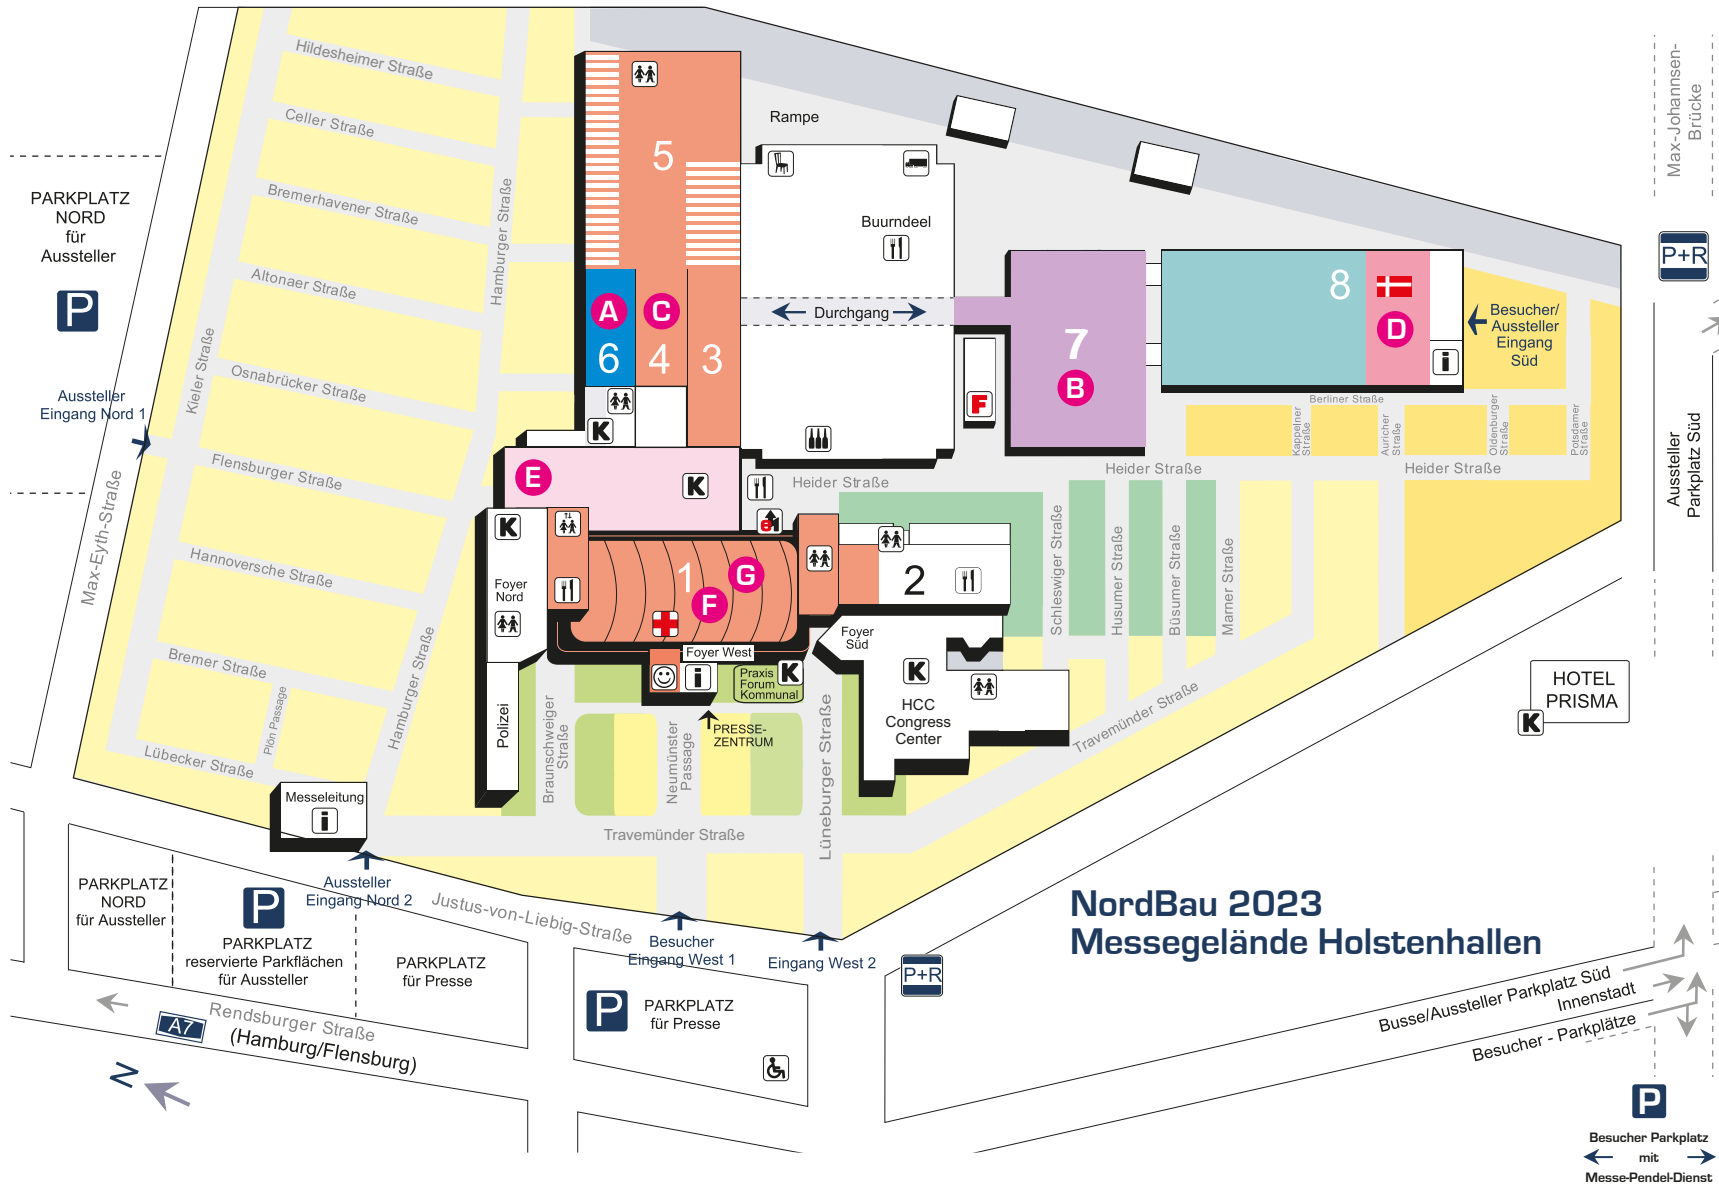 Hildesheimer Straße
Celler Straße
Bremerhavener Straße
Altonaer Straße
Osnabrücker Straße
Flensburger Straße
Hannoversche Straße
Bremer Straße
Plön Passage
Lübecker Straße
Kieler Straße
Hamburger Straße
Hamburger Straße
Max-Eyth-Straße
PARKPLATZ
NORD
für
Aussteller
P
Aussteller
Eingang Nord 1
5
A
6
C
4
3
K
E
K
Rampe
Buurndeel
Durchgang
F
7
B
8
D
i
Besucher/
Aussteller
Eingang
Süd
Berliner Straße
Kappelner
Straße
Auricher
Straße
Oldenburger
Straße
Potsdamer
Straße
Heider Straße
Heider Straße
Heider Straße
Max-Johannsen-
Brücke
P+R
Aussteller
Parkplatz Süd
K
Foyer
Nord
Polizei
e
1
G
F
2
Foyer West
i
Praxis
Forum
Kommunal
K
PRESSE-
ZENTRUM
Foyer
Süd
K
HCC
Congress
Center
Schleswiger Straße
Husumer Straße
Büsumer Straße
Marner Straße
Travemünder Straße
Braunschweiger
Straße
Neumünster
Passage
Lüneburger Straße
Travemünder Straße
HOTEL
PRISMA
K
Messeleitung
i
Aussteller
Eingang Nord 2
Justus-von-Liebig-Straße
Besucher
Eingang West 1
Eingang West 2
P+R
PARKPLATZ
NORD
für Aussteller
P
PARKPLATZ
reservierte Parkflächen
für Aussteller
PARKPLATZ
für Presse
P
PARKPLATZ
für Presse
Rendsburger Straße
A7
(Hamburg/Flensburg)
N
NordBau 2023
Messegelände Holstenhallen
Busse/Aussteller Parkplatz Süd
Innenstadt
Besucher - Parkplätze
P
Besucher Parkplatz
mit
Messe-Pendel-Dienst